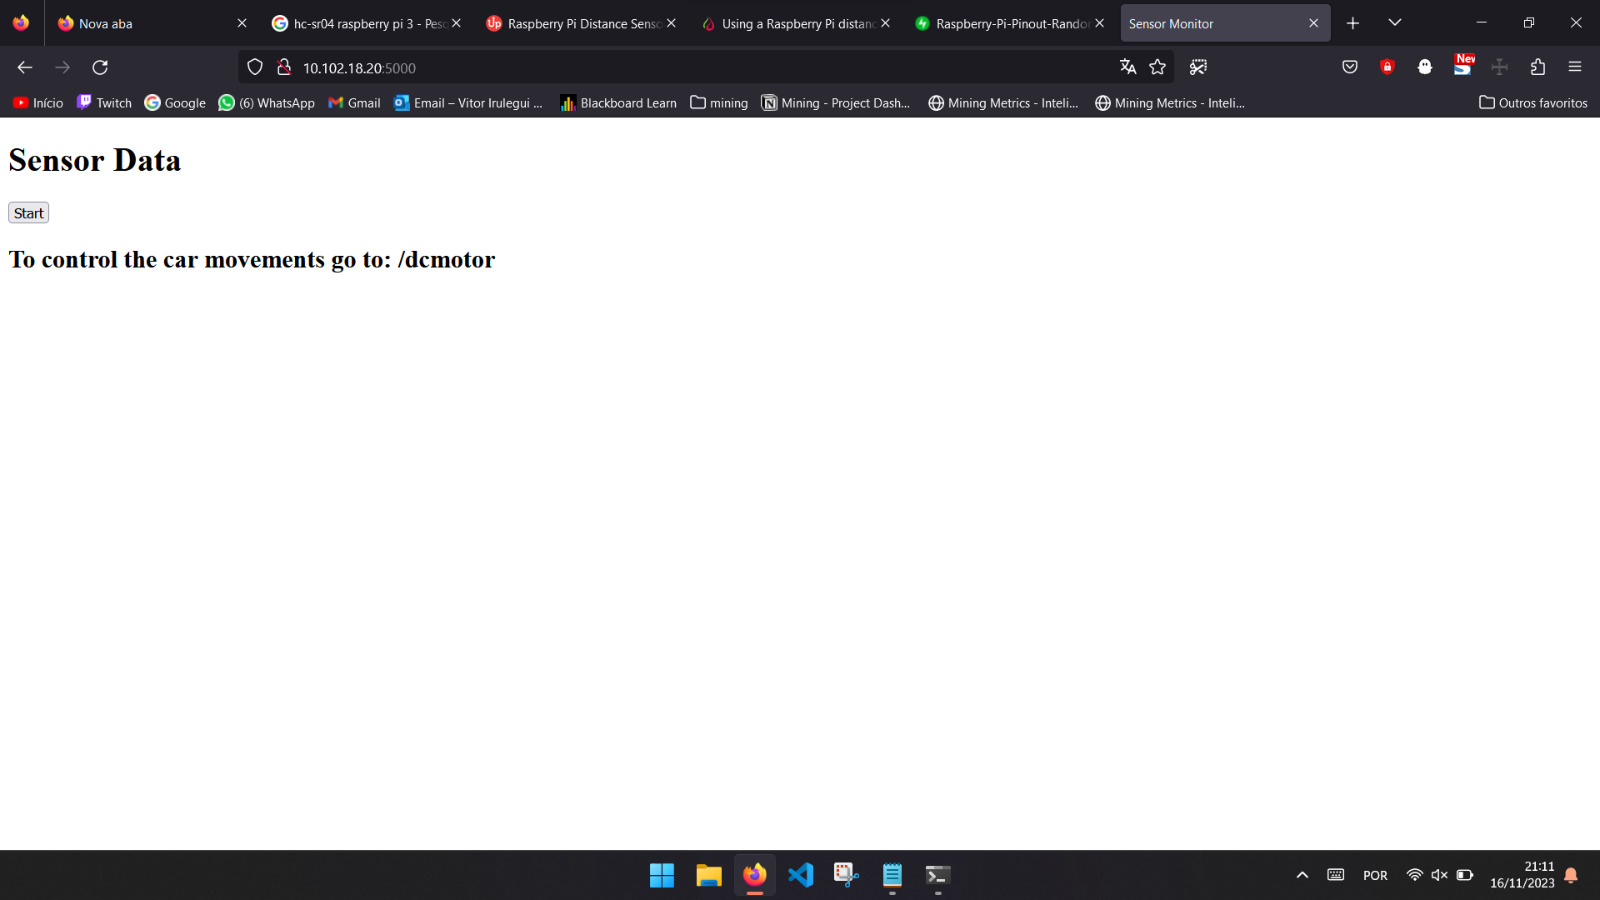 Nova aba
hc-sr04 raspberry pi 3 - Pesq
Raspberry Pi Distance Senso
Using a Raspberry Pi distanc
Raspberry-Pi-Pinout-Randor
Sensor Monitor
10.102.18.20:5000
New
Início
Twitch
Google
(6) WhatsApp
Gmail
Email – Vitor Irulegui ...
Blackboard Learn
mining
Mining - Project Dash...
Mining Metrics - Inteli...
Mining Metrics - Inteli...
Outros favoritos
Sensor Data
Start
To control the car movements go to: /dcmotor
POR
21:11
16/11/2023